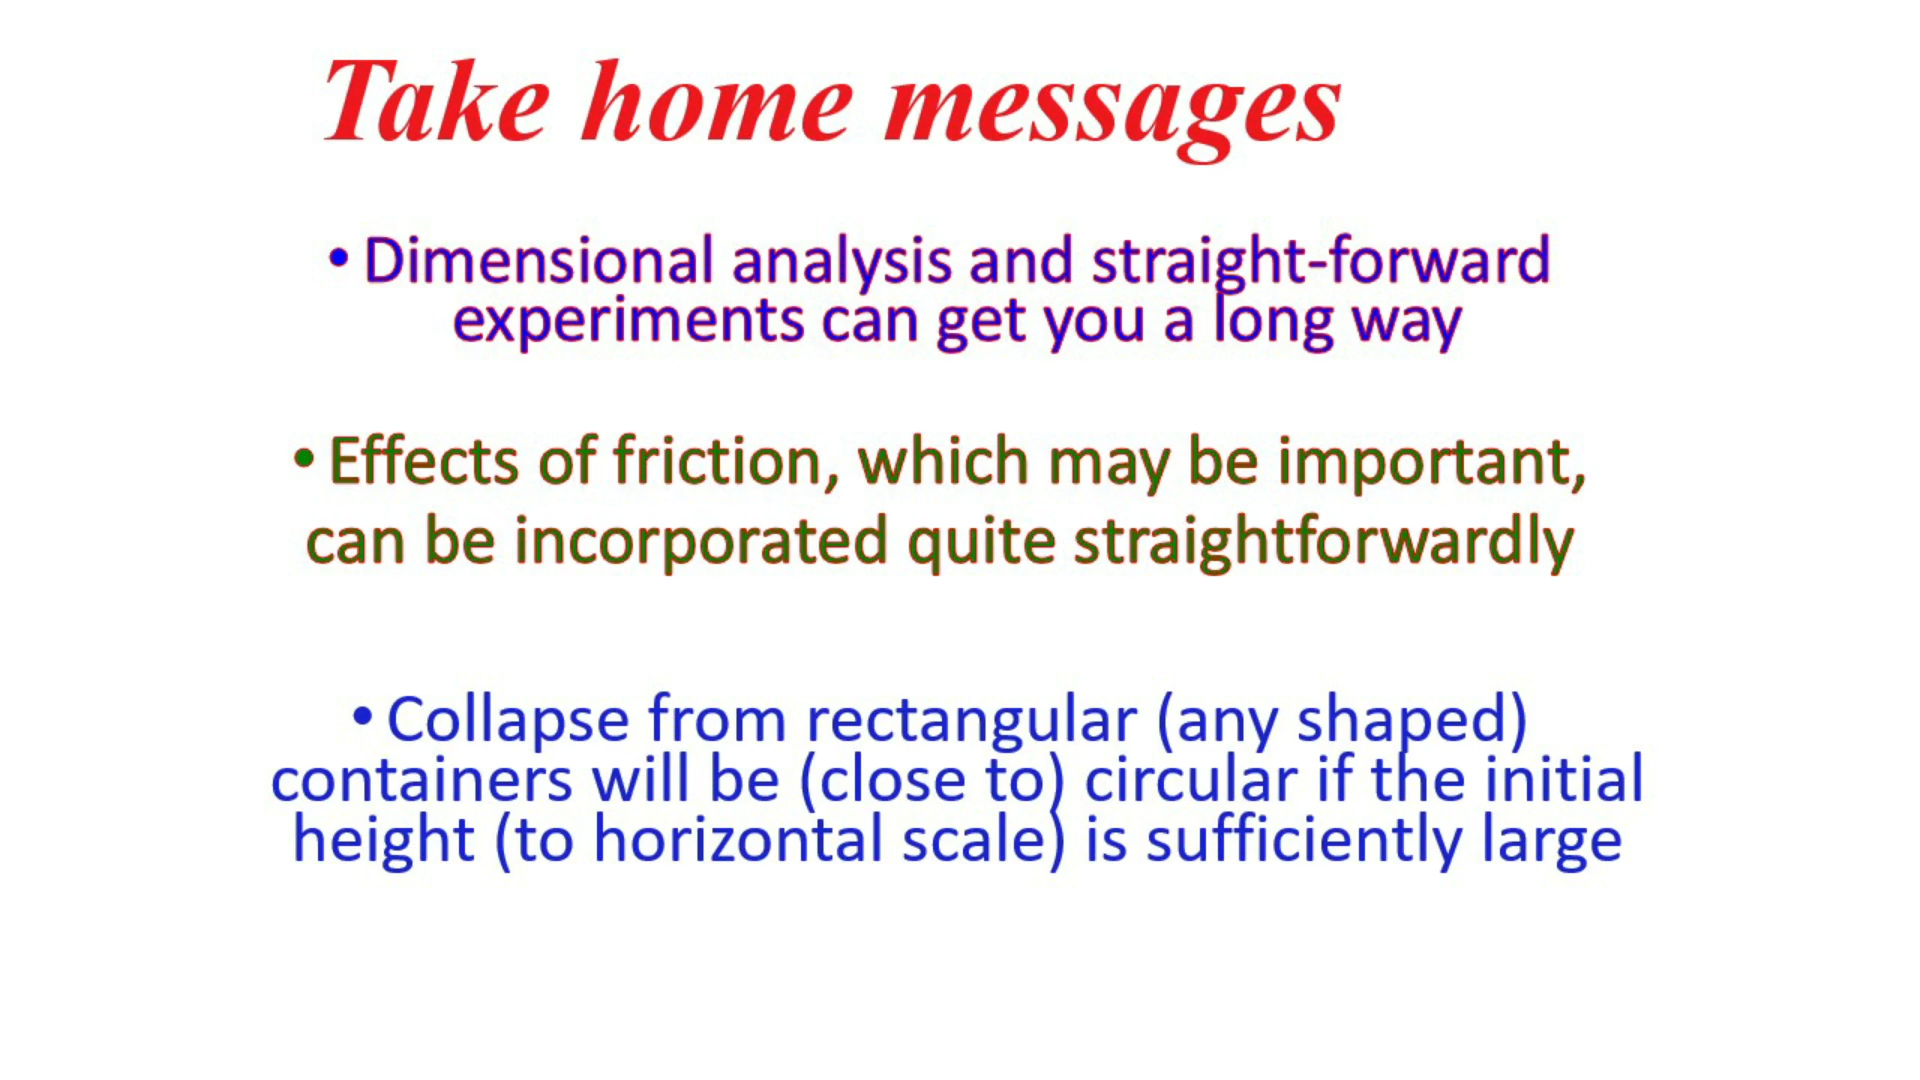 Take home messages
• Dimensional analysis and straight-forward
experiments can get you a long way
• Effects of friction, which may be important,
can be incorporated quite straightforwardly
• Collapse from rectangular (any shaped)
containers will be (close to) circular if the initial
height (to horizontal scale) is sufficiently large